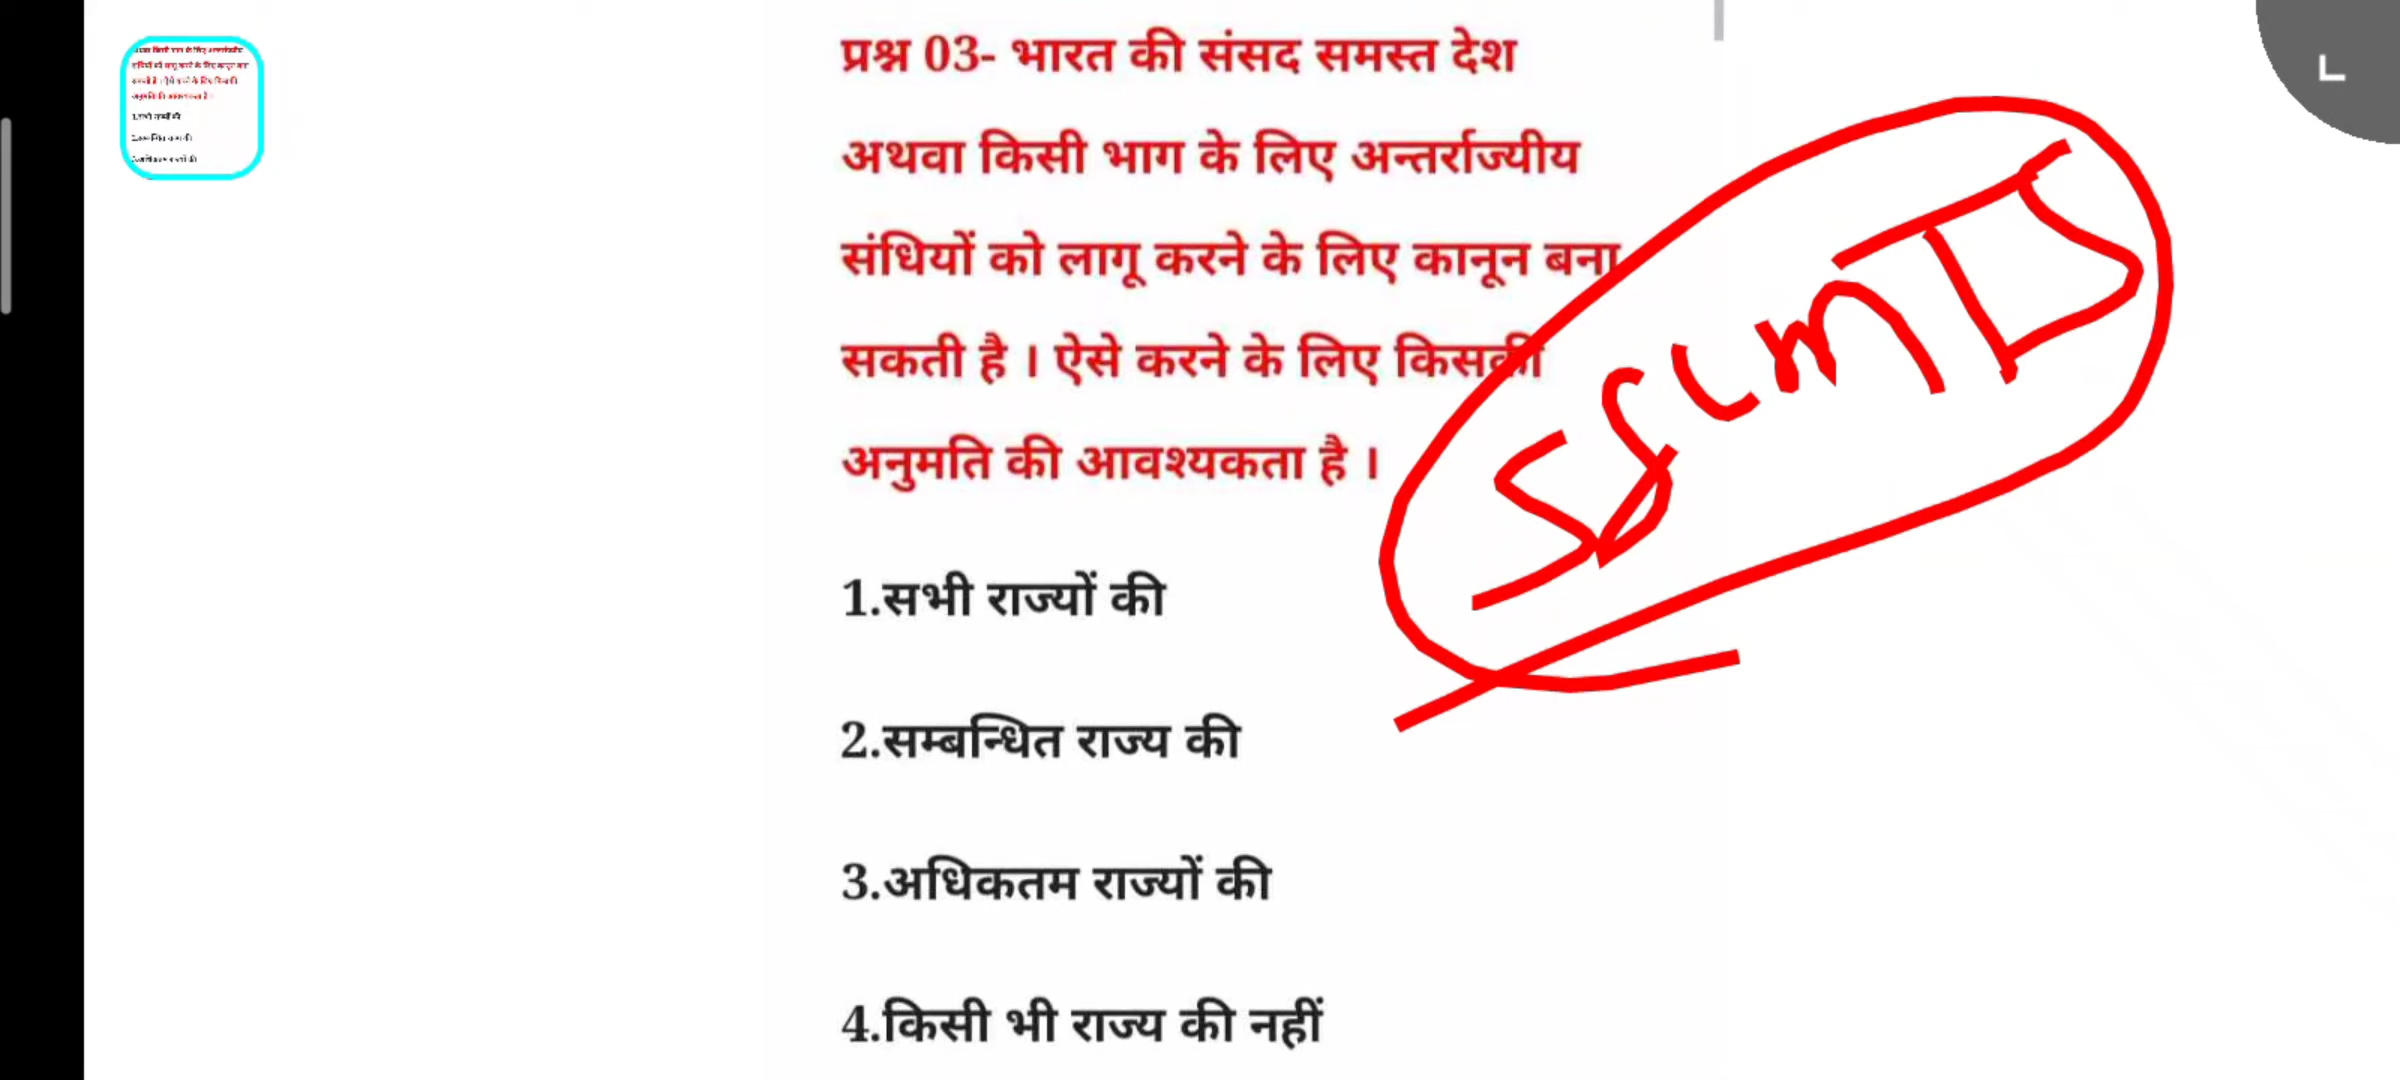 प्रश्न 03- भारत की संसद समस्त देश
अथवा किसी भाग के लिए अन्तर्राज्यीय
संधियों को लागू करने के लिए कानून बना
सकती है । ऐसे करने के लिए किसकी
अनुमति की आवश्यकता है ।
1.सभी राज्यों की
2.सम्बन्धित राज्य की
3.अधिकतम राज्यों की
4.किसी भी राज्य की नहीं
SSCMTS
L